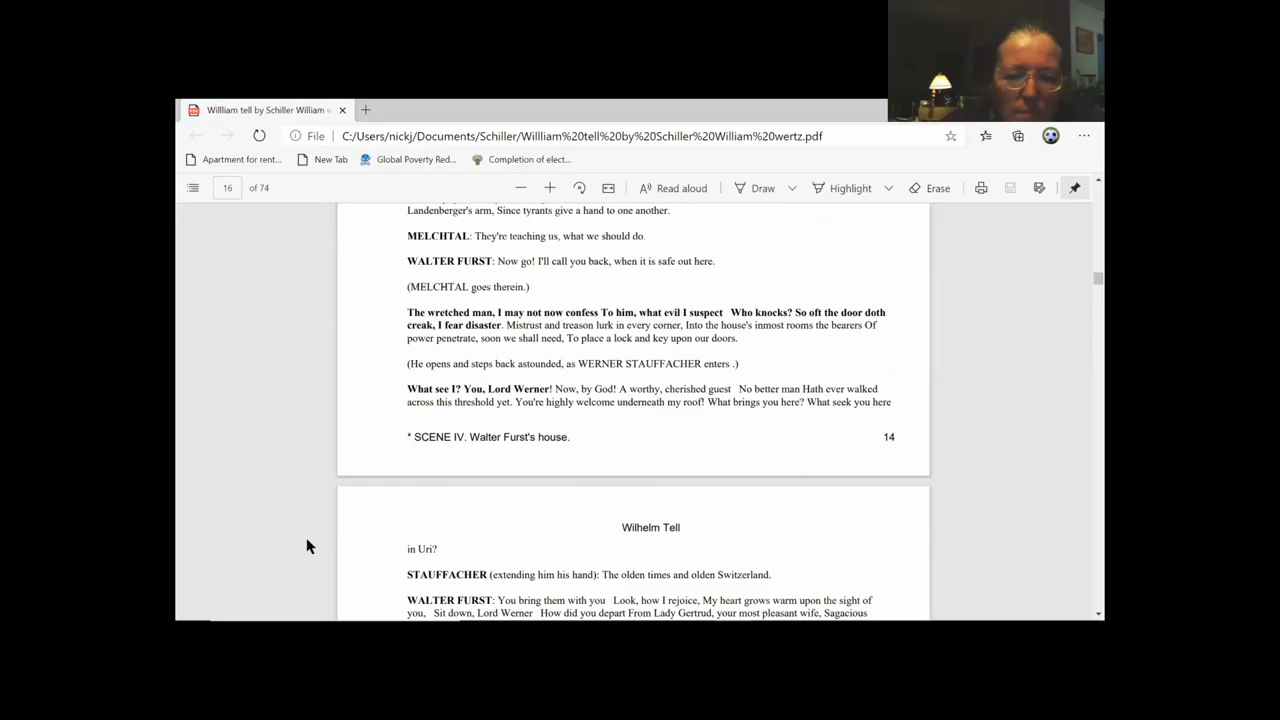 Willliam tell by Schiller William w
File C:/Users/nickj/Documents/Schiller/Willliam%20tell%20by%20Schiller%20William%20wertz.pdf
Apartment for rent... New Tab Global Poverty Red... Completion of elect...
16 of 74 Read aloud Draw Highlight Erase
Landenberger's arm, Since tyrants give a hand to one another.
MELCHTAL: They're teaching us, what we should do.
WALTER FURST: Now go! I'll call you back, when it is safe out here.
(MELCHTAL goes therein.)
The wretched man, I may not now confess To him, what evil I suspect Who knocks? So oft the door doth
creak, I fear disaster. Mistrust and treason lurk in every corner, Into the house's inmost rooms the bearers Of
power penetrate, soon we shall need, To place a lock and key upon our doors.
(He opens and steps back astounded, as WERNER STAUFFACHER enters .)
What see I? You, Lord Werner! Now, by God! A worthy, cherished guest No better man Hath ever walked
across this threshold yet. You're highly welcome underneath my roof! What brings you here? What seek you here
* SCENE IV. Walter Furst's house. 14
Wilhelm Tell
in Uri?
STAUFFACHER (extending him his hand): The olden times and olden Switzerland.
WALTER FURST: You bring them with you Look, how I rejoice, My heart grows warm upon the sight of
you, Sit down, Lord Werner How did you depart From Lady Gertrud, your most pleasant wife, Sagacious